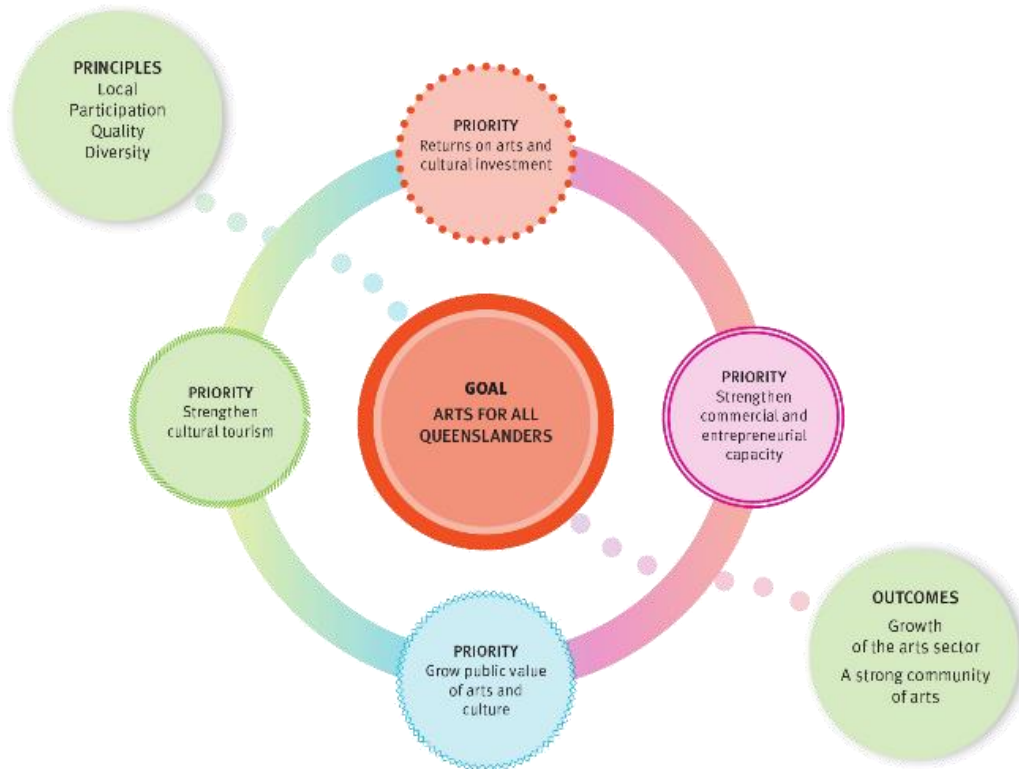 PRINCIPLES
Local
Participation
Quality
Diversity
PRIORITY
Returns on arts and
cultural investment
PRIORITY
Strengthen
cultural tourism
GOAL
ARTS FOR ALL
QUEENSLANDERS
PRIORITY
Strengthen
commercial and
entrepreneurial
capacity
PRIORITY
Grow public value
of arts and
culture
OUTCOMES
Growth
of the arts sector
A strong community
of arts